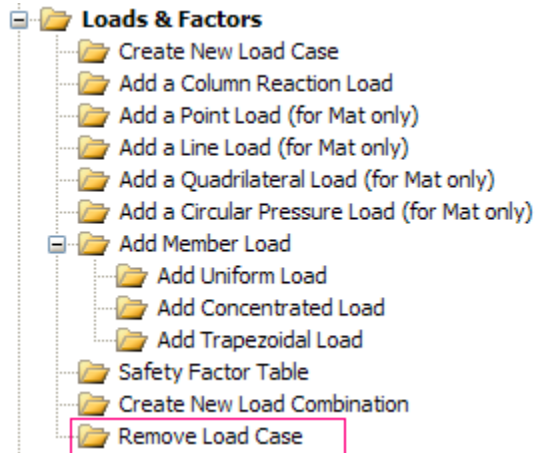 Loads & Factors
Create New Load Case
Add a Column Reaction Load
Add a Point Load (for Mat only)
Add a Line Load (for Mat only)
Add a Quadrilateral Load (for Mat only)
Add a Circular Pressure Load (for Mat only)
Add Member Load
Add Uniform Load
Add Concentrated Load
Add Trapezoidal Load
Safety Factor Table
Create New Load Combination
Remove Load Case